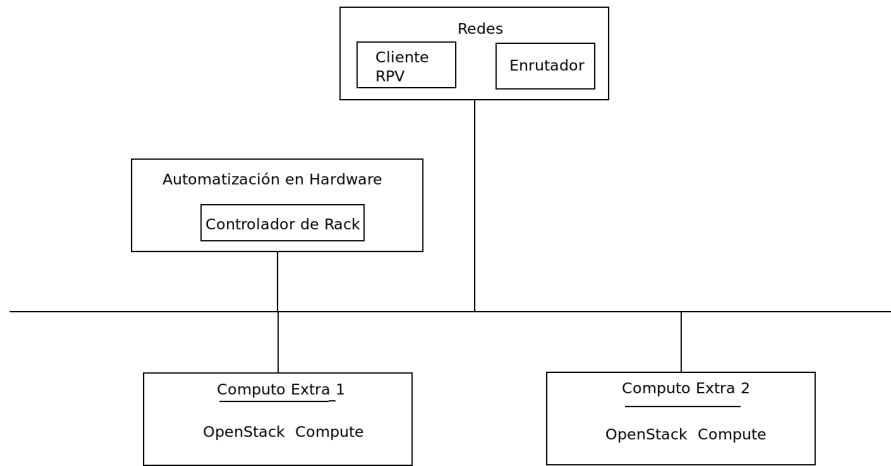 Redes
Cliente
RPV
Enrutador
Automatización en Hardware
Controlador de Rack
Computo Extra 1
OpenStack  Compute
Computo Extra 2
OpenStack  Compute